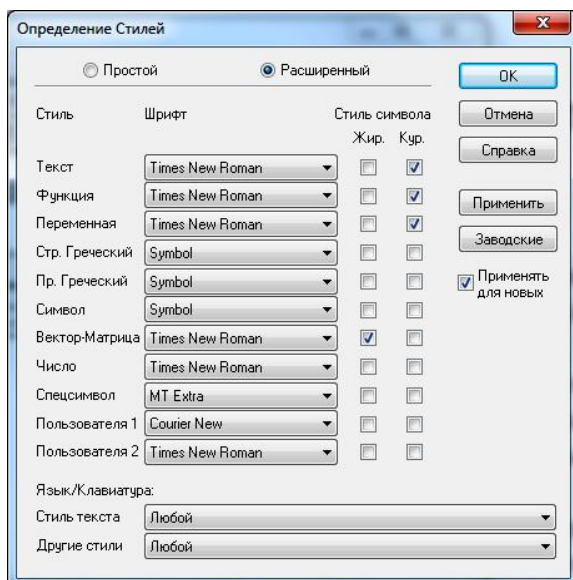 Определение Стилей
Простой Расширенный OK
Стиль Шрифт Стиль символа Отмена
Жир. Кур.
Справка
Текст Times New Roman
Функция Times New Roman
Применить
Переменная Times New Roman
Заводские
Стр. Греческий Symbol
Пр. Греческий Symbol
Применять
для новых
Символ Symbol
Вектор-Матрица Times New Roman
Число Times New Roman
Спецсимвол MT Extra
Пользователя 1 Courier New
Пользователя 2 Times New Roman
Язык/Клавиатура:
Стиль текста Любой
Другие стили Любой